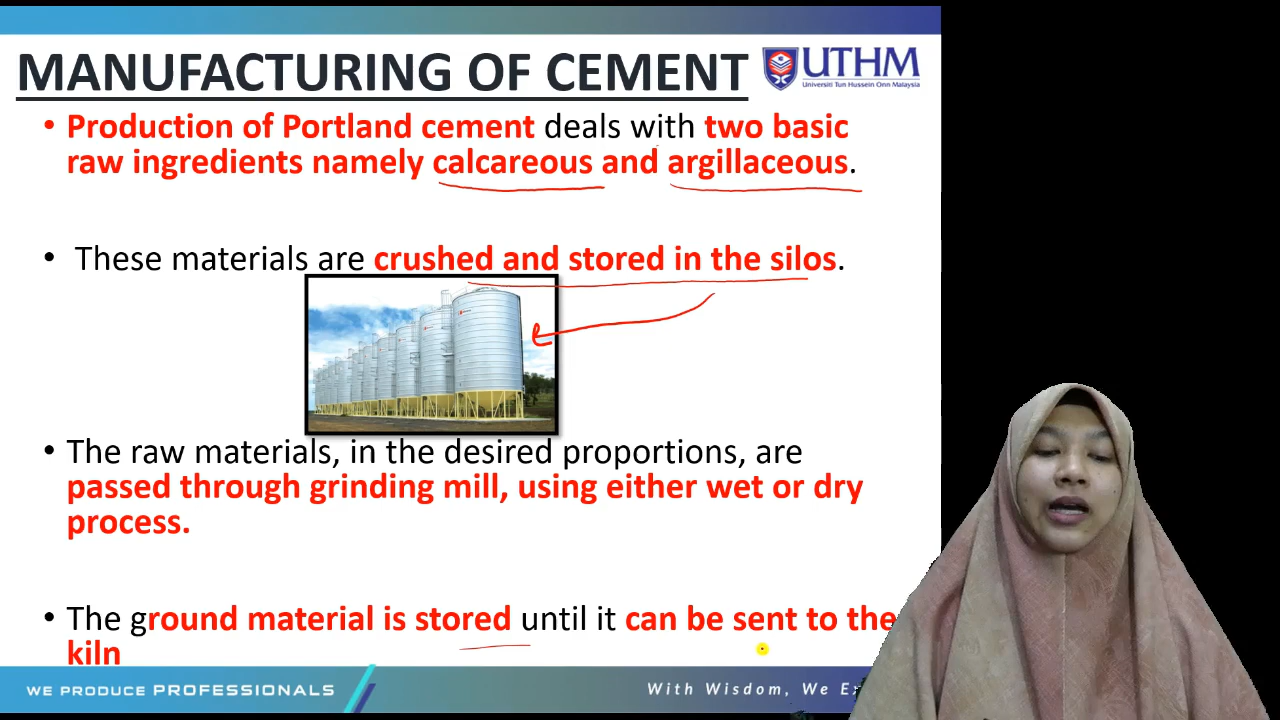 MANUFACTURING OF CEMENT
UTHM
Universiti Tun Hussein Onn Malaysia
• Production of Portland cement deals with two basic
raw ingredients namely calcareous and argillaceous.
• These materials are crushed and stored in the silos.
• The raw materials, in the desired proportions, are
passed through grinding mill, using either wet or dry
process.
• The ground material is stored until it can be sent to the
kiln
WE PRODUCE PROFESSIONALS
With Wisdom, We